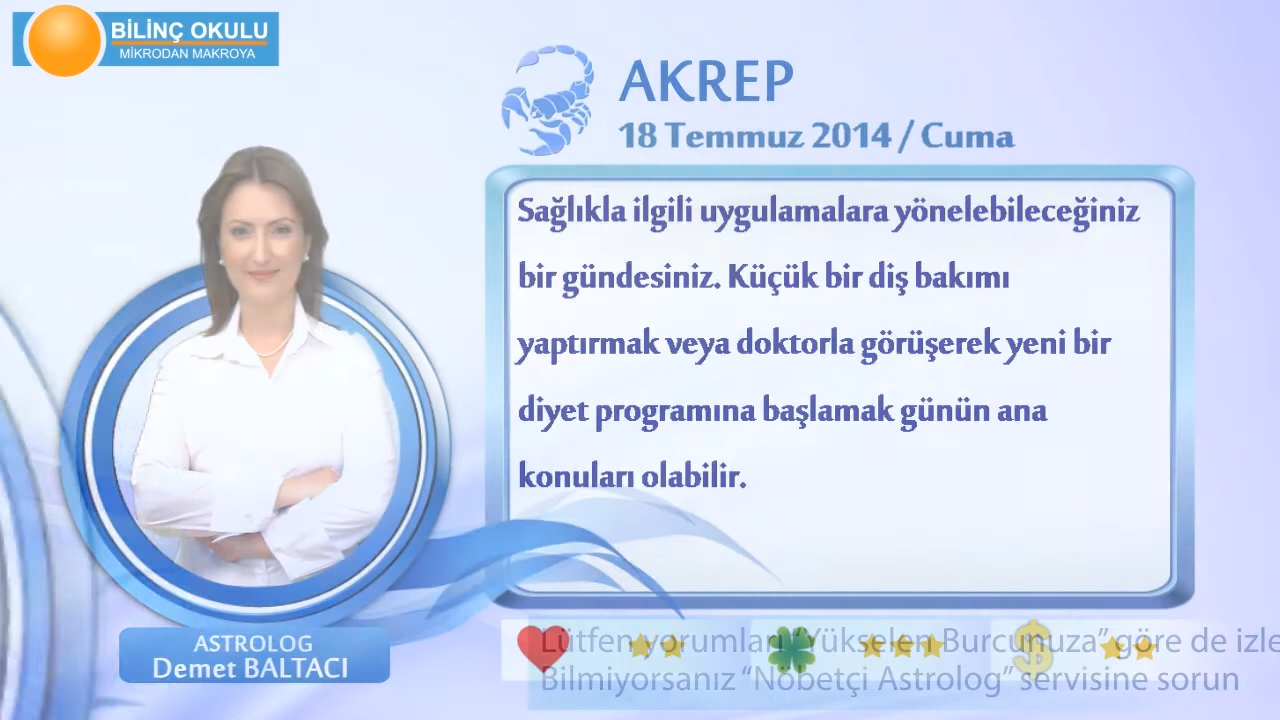 BİLİNÇ OKULU
MİKRODAN MAKROYA
AKREP
18 Temmuz 2014 / Cuma
Sağlıkla ilgili uygulamalara yönelebileceğiniz
bir gündesiniz. Küçük bir diş bakımı
yaptırmak veya doktorla görüşerek yeni bir
diyet programına başlamak günün ana
konuları olabilir.
ASTROLOG
Demet BALTACI
Lütfen yorumları “Yükselen Burcunuza” göre de izle
Bilmiyorsanız “Nöbetçi Astrolog” servisine sorun